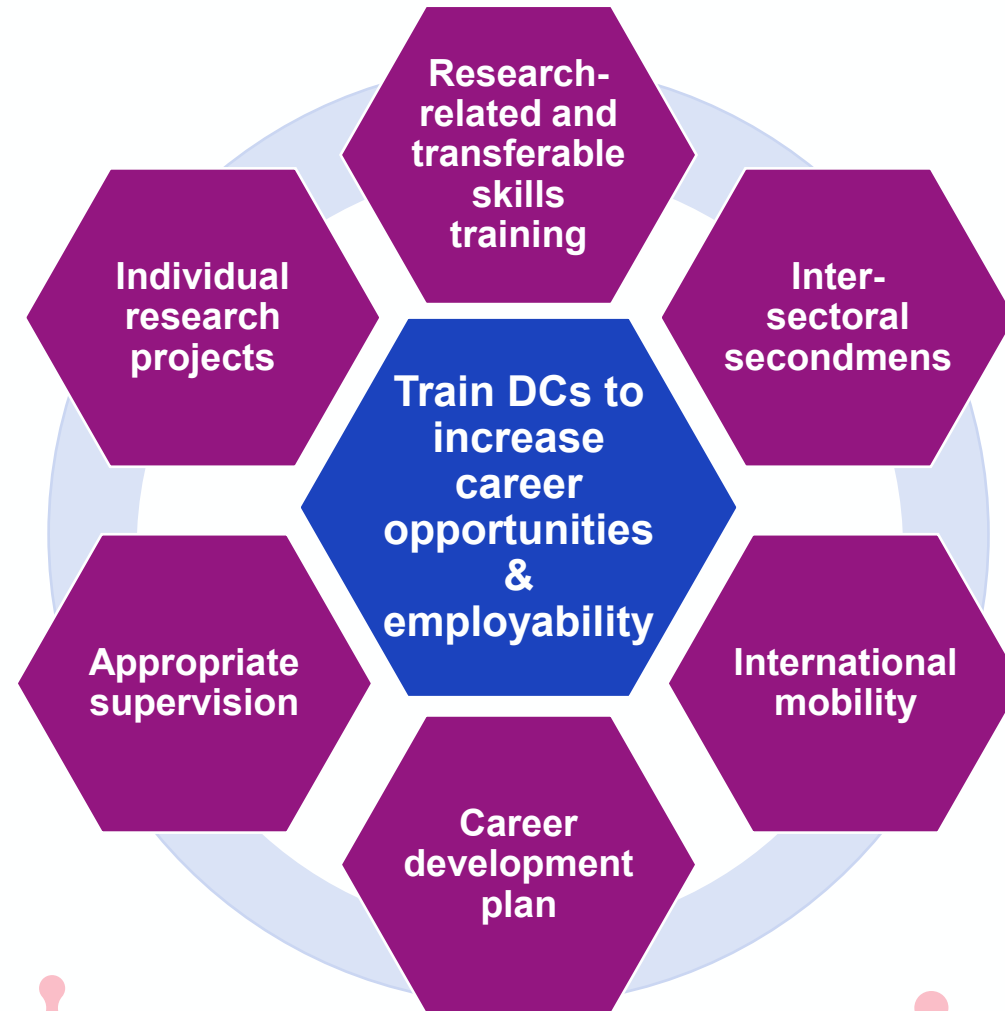 Research-
related and
transferable
skills
training
Inter-
sectoral
secondmens
International
mobility
Career
development
plan
Appropriate
supervision
Individual
research
projects
Train DCs to
increase
career
opportunities
&
employability